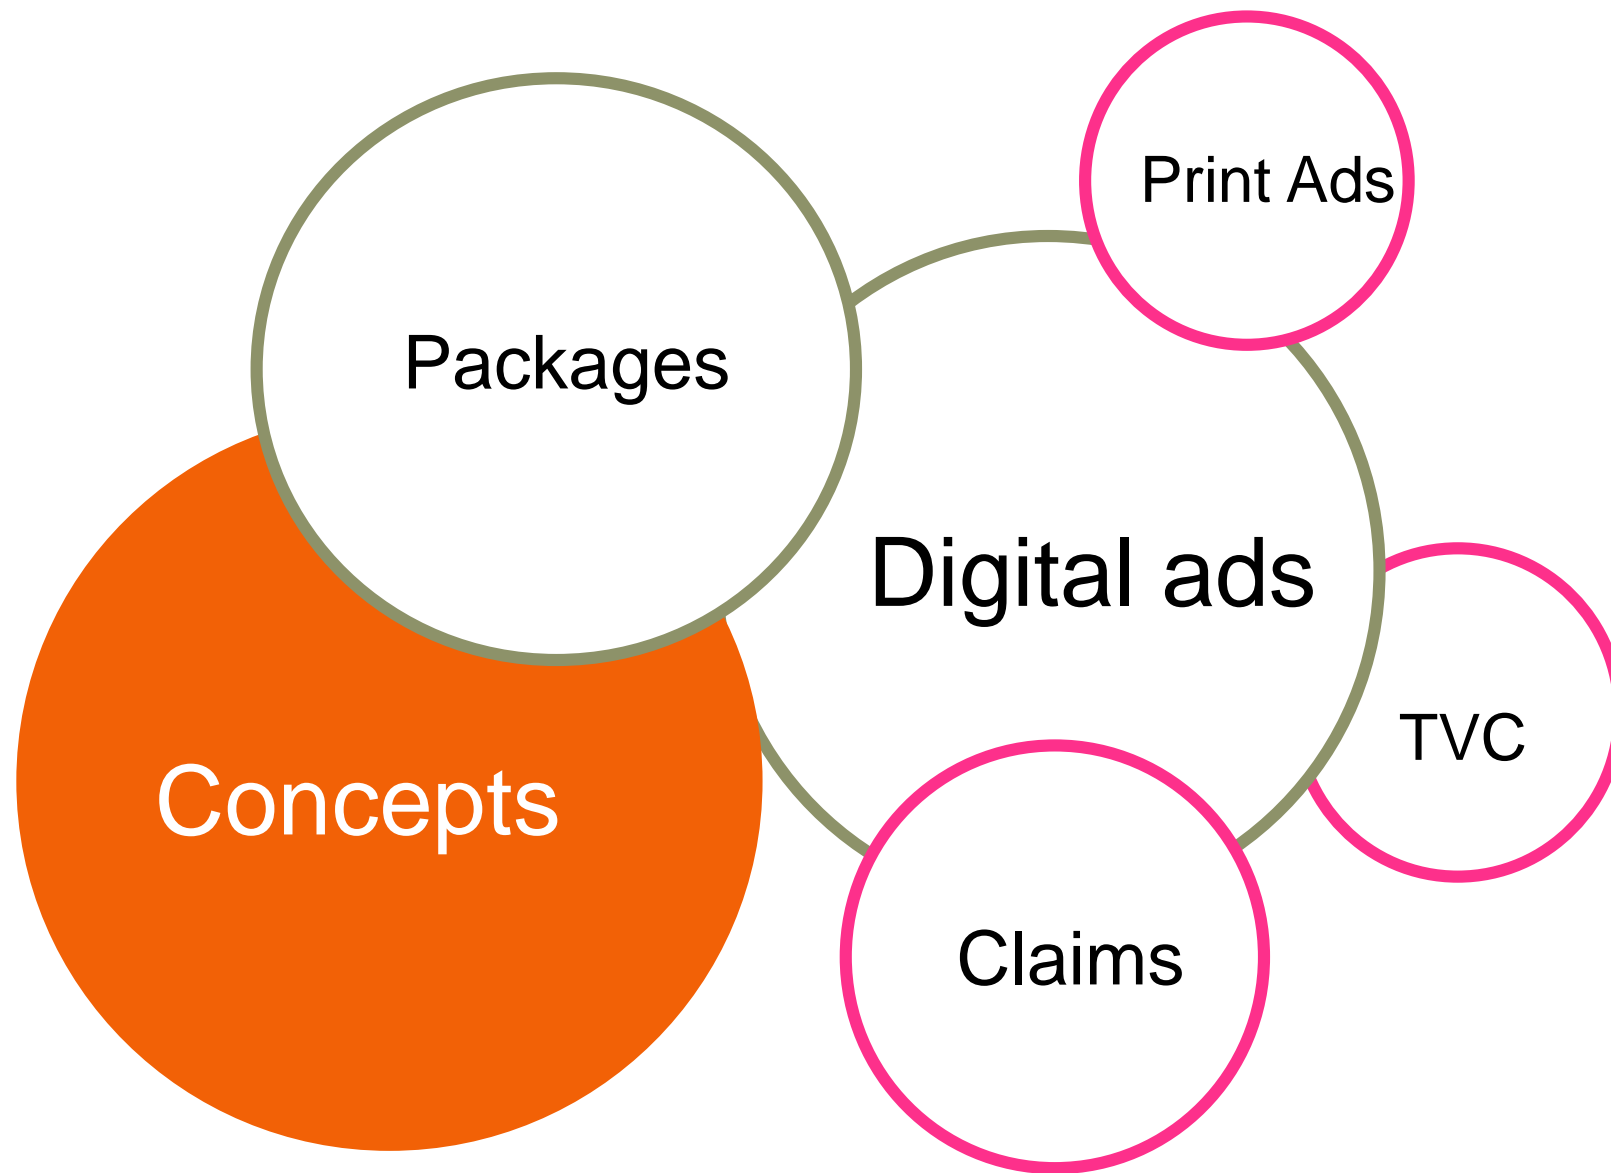 Print Ads
Packages
Digital ads
TVC
Concepts
Claims